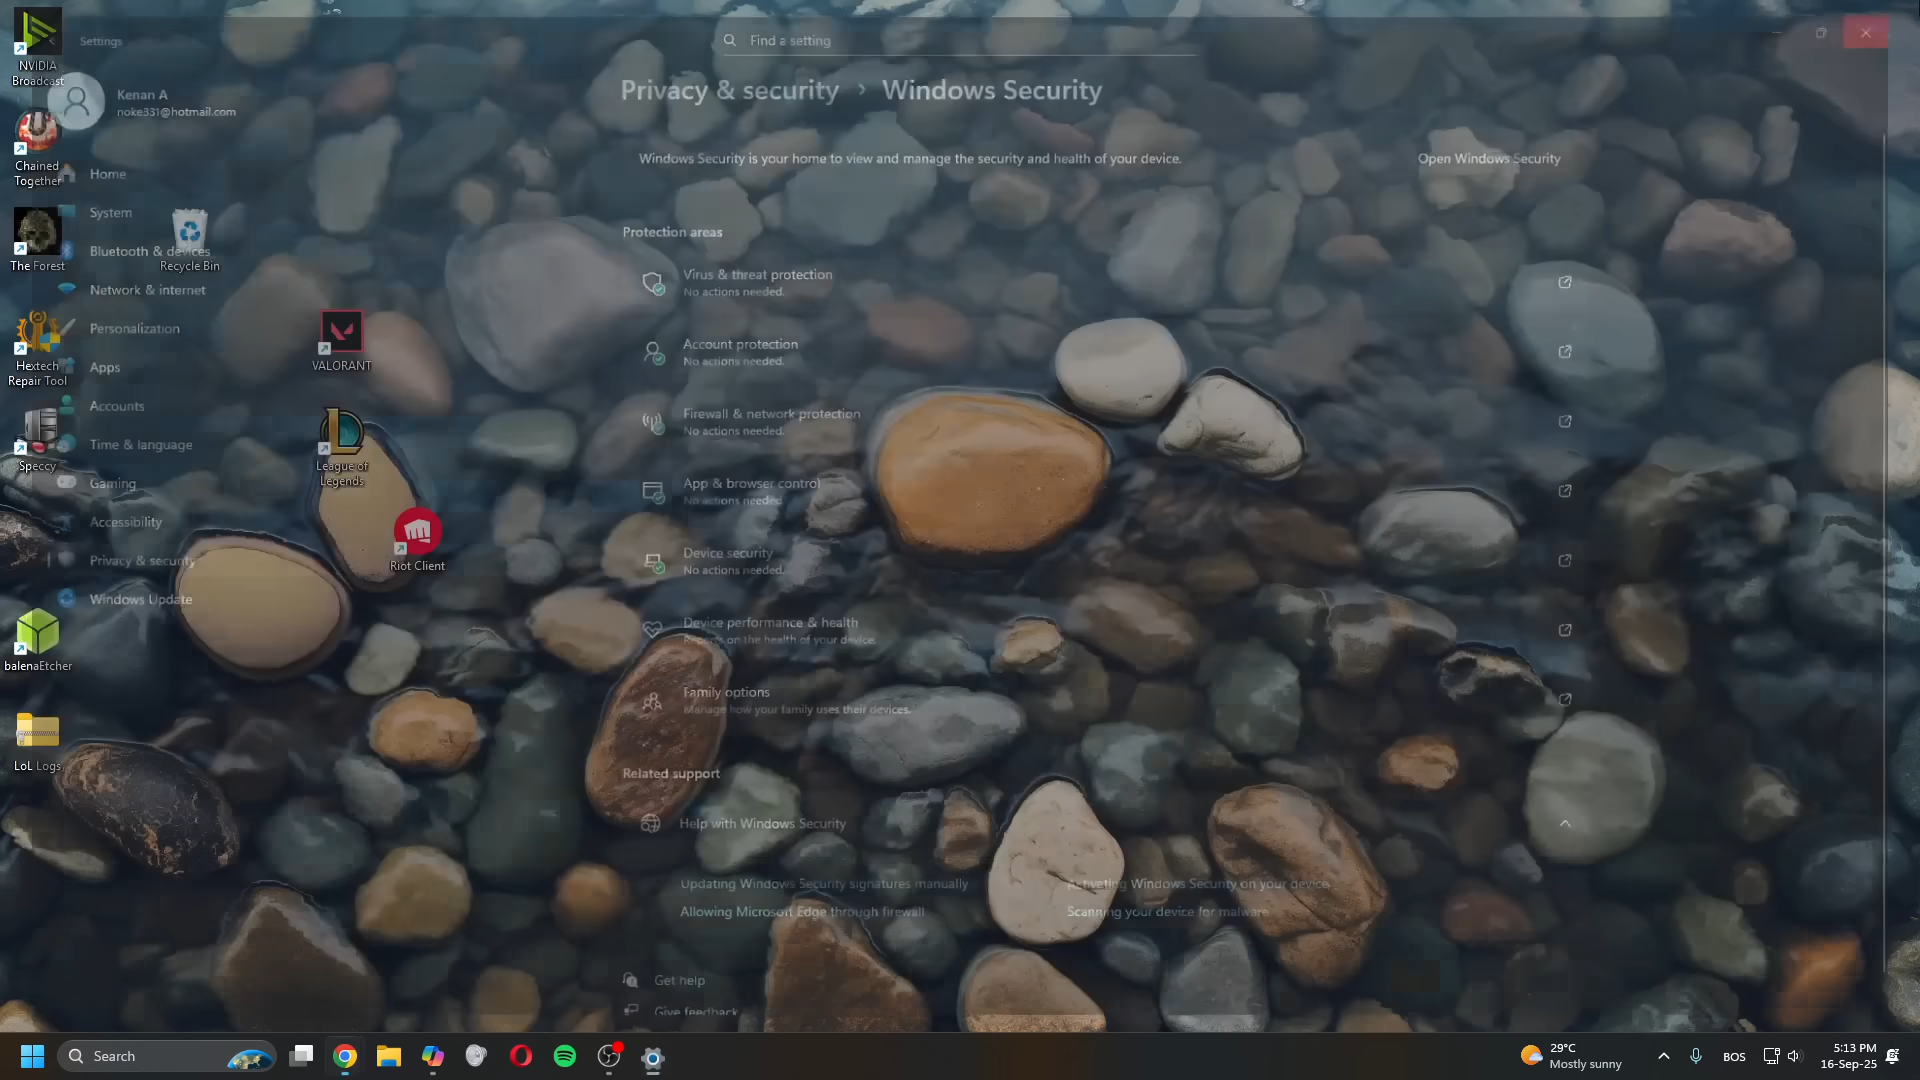 NVIDIA
Broadcast
Chained
Together
The Forest
Recycle Bin
Hextech
Repair Tool
VALORANT
Speccy
League of
Legends
Riot Client
balenaEtcher
LoL Logs
Settings
Kenan A
noke331@hotmail.com
Home
System
Bluetooth & devices
Network & internet
Personalization
Apps
Accounts
Time & language
Gaming
Accessibility
Privacy & security
Windows Update
Find a setting
Privacy & security › Windows Security
Windows Security is your home to view and manage the security and health of your device.
Open Windows Security
Protection areas
Virus & threat protection
No actions needed.
Account protection
No actions needed.
Firewall & network protection
No actions needed.
App & browser control
No actions needed.
Device security
No actions needed.
Device performance & health
Reports on the health of your device.
Family options
Manage how your family uses their devices.
Related support
Help with Windows Security
Updating Windows Security signatures manually
Activating Windows Security on your device
Allowing Microsoft Edge through firewall
Scanning your device for malware
Get help
Give feedback
Search
29°C
Mostly sunny
BOS
5:13 PM
16-Sep-25